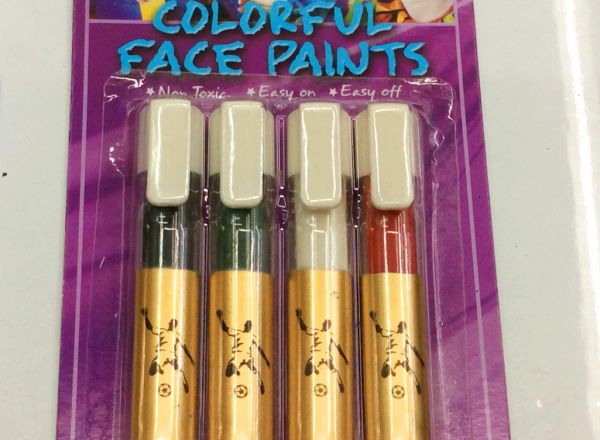 COLORFUL
FACE PAINTS
★Non Toxic ★Easy on ★Easy off